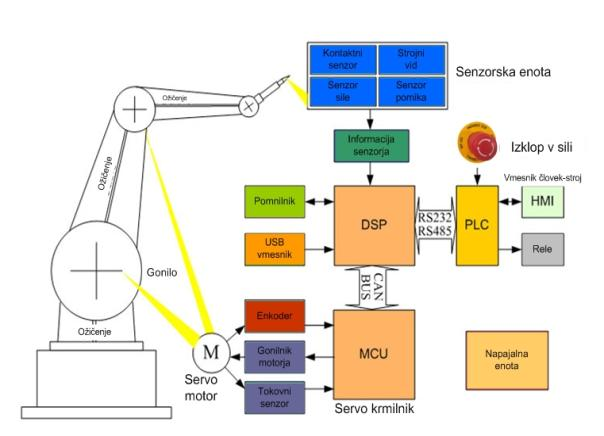 Kontaktni
senzor
Strojni
vid
Senzor
sile
Senzor
pomika
Senzorska enota
Ožičenje
Informacija
senzorja
Izklop v sili
Ožičenje
Vmesnik človek-stroj
Pomnilnik
DSP
RS232
RS485
PLC
HMI
USB
vmesnik
Rele
Gonilo
CAN
BUS
Ožičenje
Enkoder
M
Gonilnik
motorja
MCU
Napajalna
enota
Servo
motor
Tokovni
senzor
Servo krmilnik